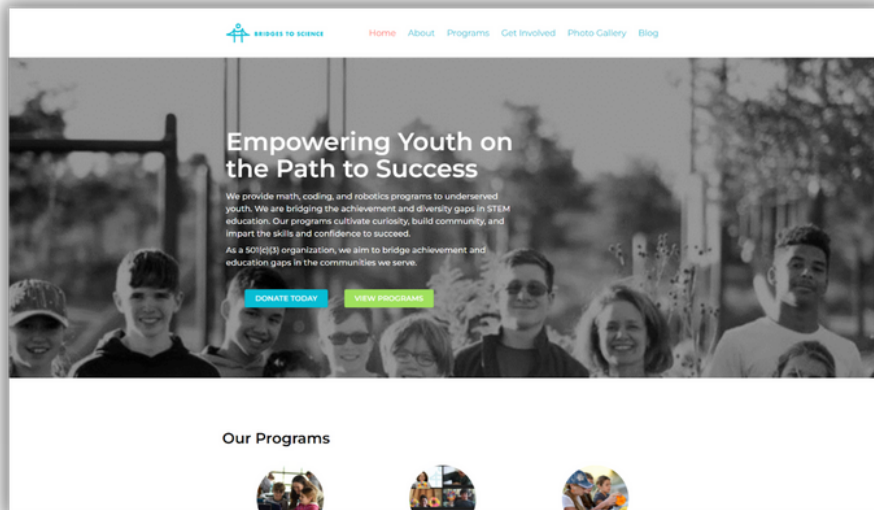 BRIDGES TO SCIENCE
Home About Programs Get Involved Photo Gallery Blog
Empowering Youth on
the Path to Success
We provide math, coding, and robotics programs to underserved
youth. We are bridging the achievement and diversity gaps in STEM
education. Our programs cultivate curiosity, build community, and
impart the skills and confidence to succeed.
As a 501(c)(3) organization, we aim to bridge achievement and
education gaps in the communities we serve.
DONATE TODAY VIEW PROGRAMS
Our Programs